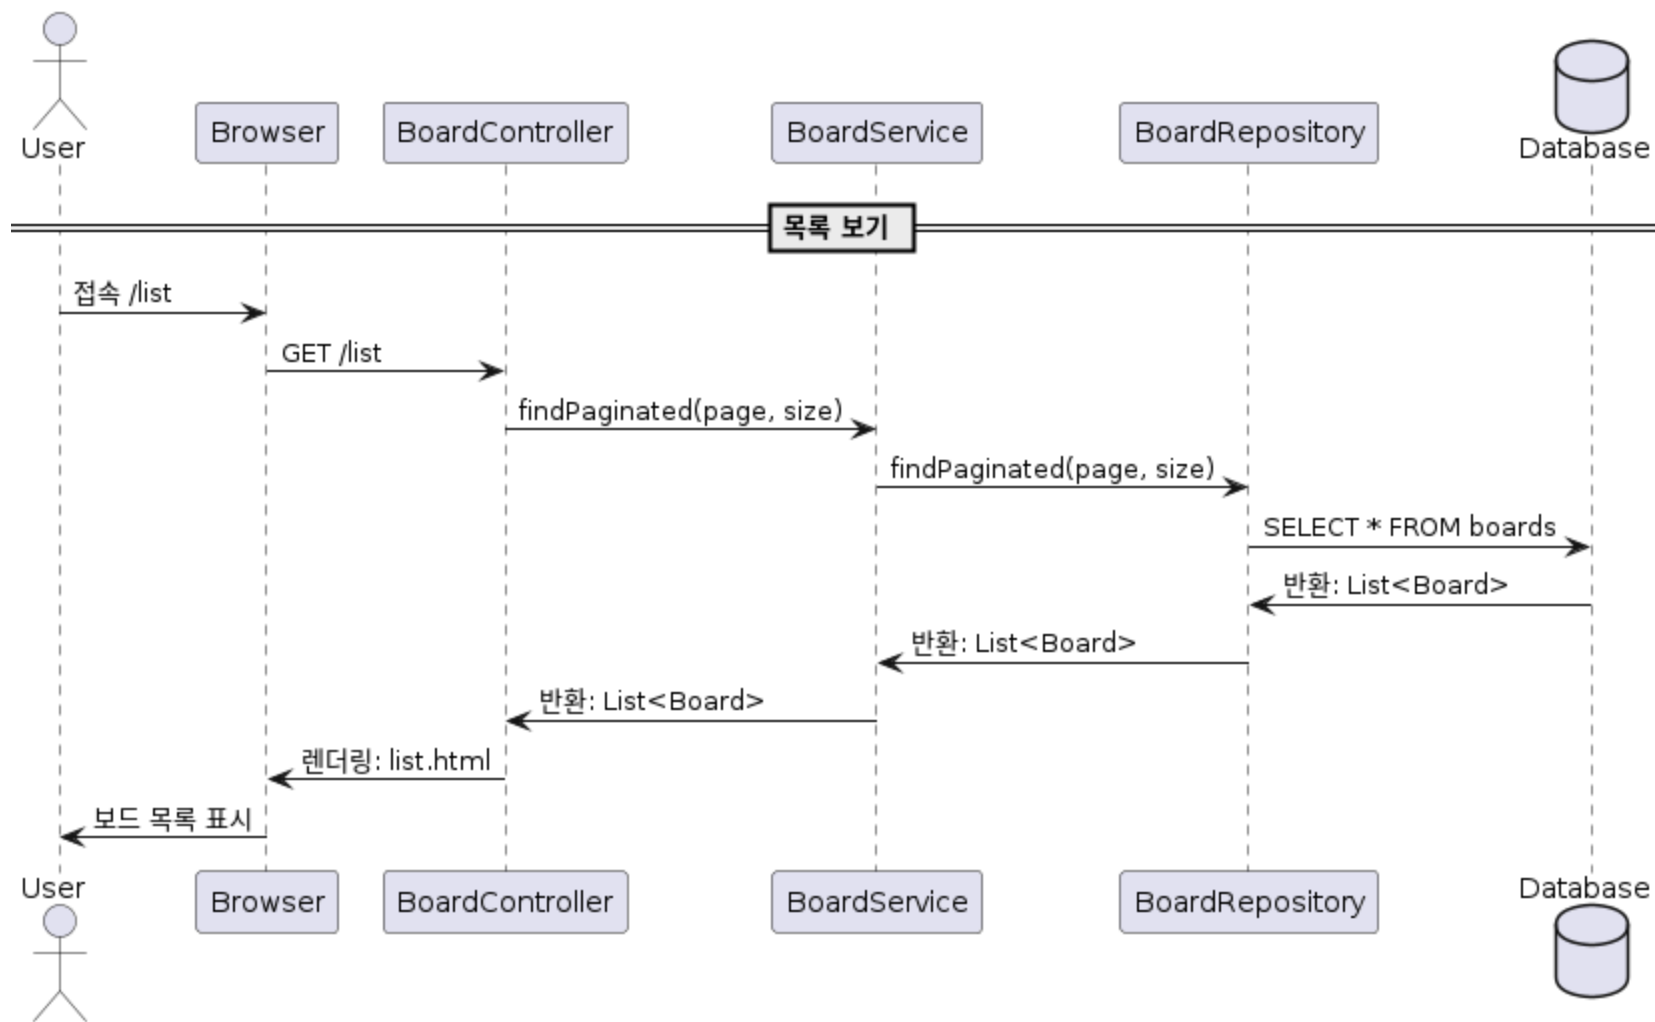 User
Browser
BoardController
BoardService
BoardRepository
Database
목록 보기
접속 /list
GET /list
findPaginated(page, size)
findPaginated(page, size)
SELECT * FROM boards
반환: List<Board>
반환: List<Board>
반환: List<Board>
렌더링: list.html
보드 목록 표시
User
Browser
BoardController
BoardService
BoardRepository
Database